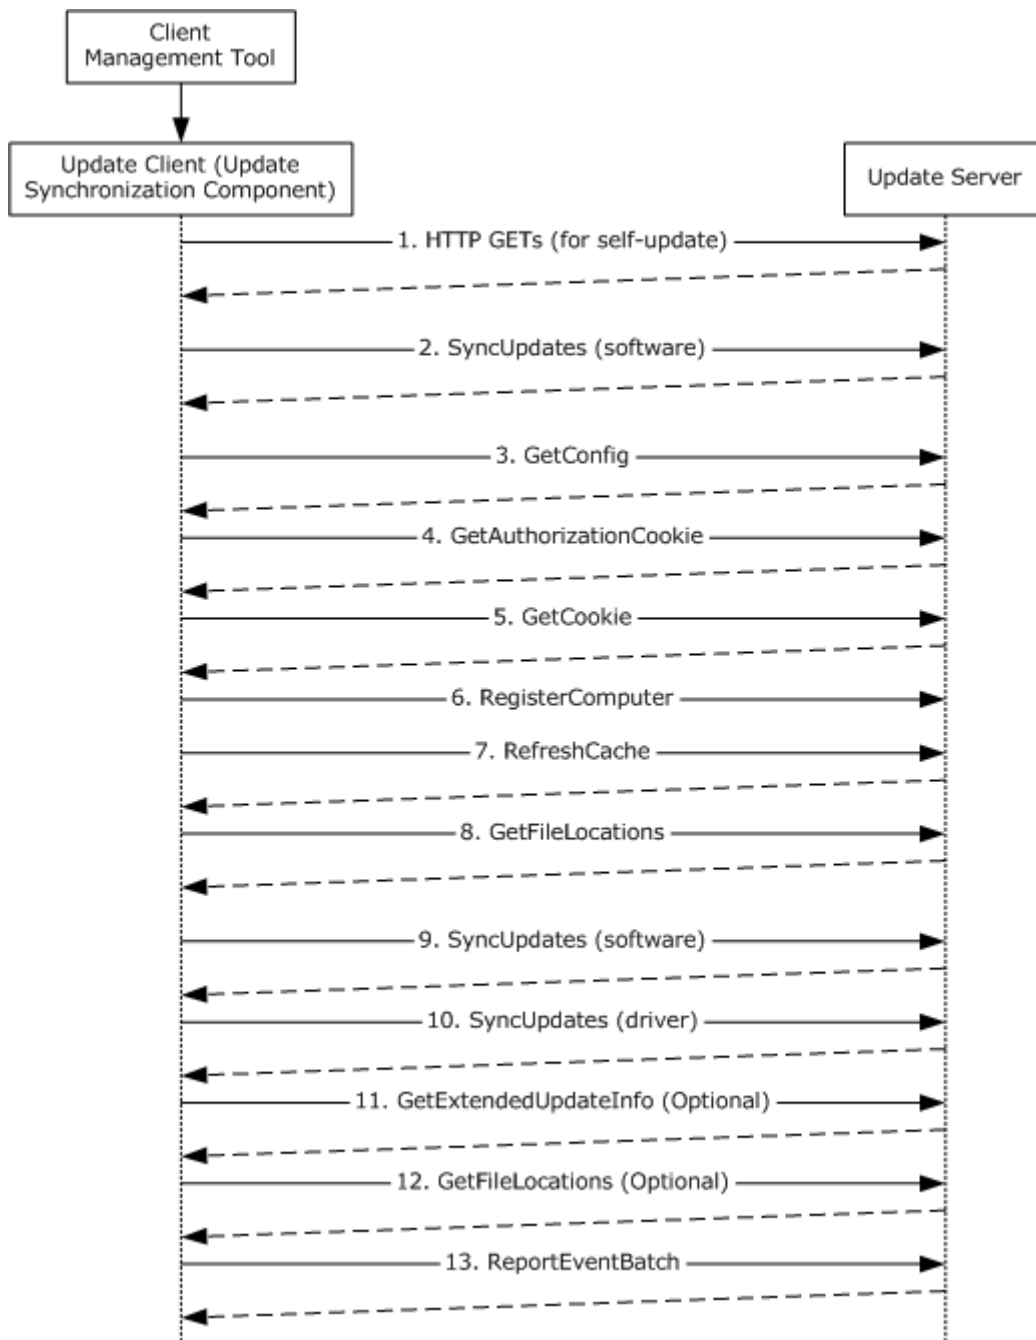 Client
Management Tool
Update Client (Update
Synchronization Component)
Update Server
1. HTTP GETs (for self-update)
2. SyncUpdates (software)
3. GetConfig
4. GetAuthorizationCookie
5. GetCookie
6. RegisterComputer
7. RefreshCache
8. GetFileLocations
9. SyncUpdates (software)
10. SyncUpdates (driver)
11. GetExtendedUpdateInfo (Optional)
12. GetFileLocations (Optional)
13. ReportEventBatch